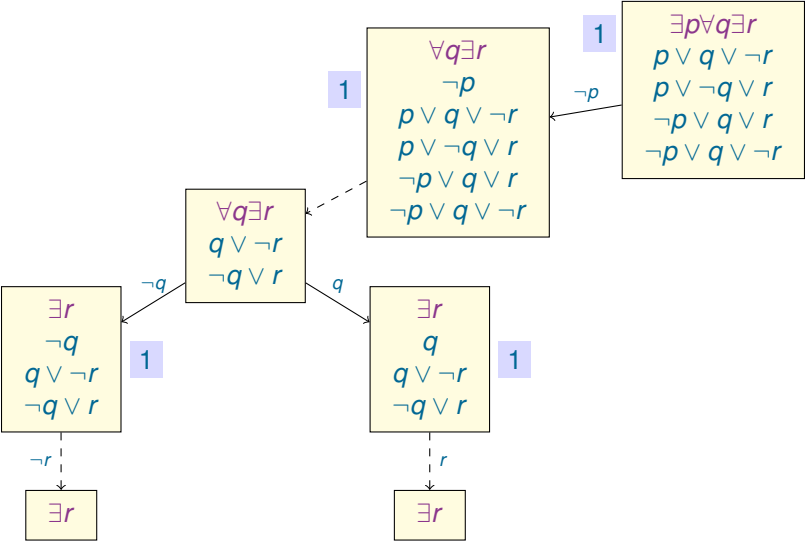 1
∃p∀q∃r
p ∨ q ∨ ¬r
p ∨ ¬q ∨ r
¬p ∨ q ∨ r
¬p ∨ q ∨ ¬r
¬p
1
∀q∃r
¬p
p ∨ q ∨ ¬r
p ∨ ¬q ∨ r
¬p ∨ q ∨ r
¬p ∨ q ∨ ¬r
∀q∃r
q ∨ ¬r
¬q ∨ r
¬q
q
∃r
¬q
q ∨ ¬r
¬q ∨ r
1
∃r
q
q ∨ ¬r
¬q ∨ r
1
¬r
r
∃r
∃r